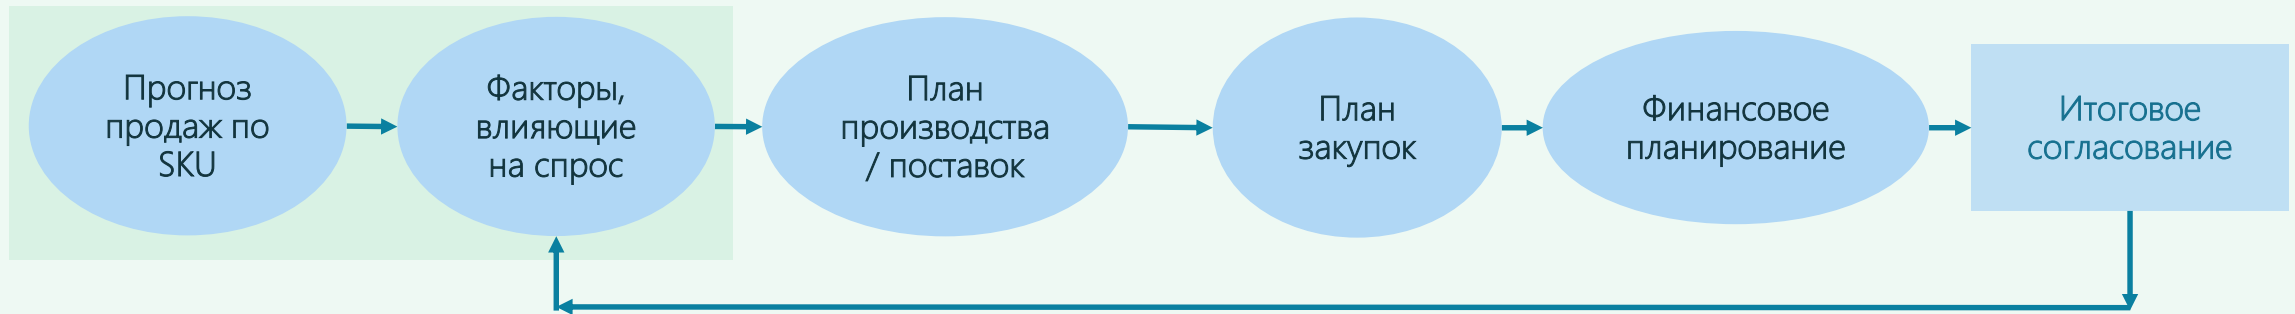 Прогноз
продаж по
SKU
Факторы,
влияющие
на спрос
План
производства
/ поставок
План
закупок
Финансовое
планирование
Итоговое
согласование